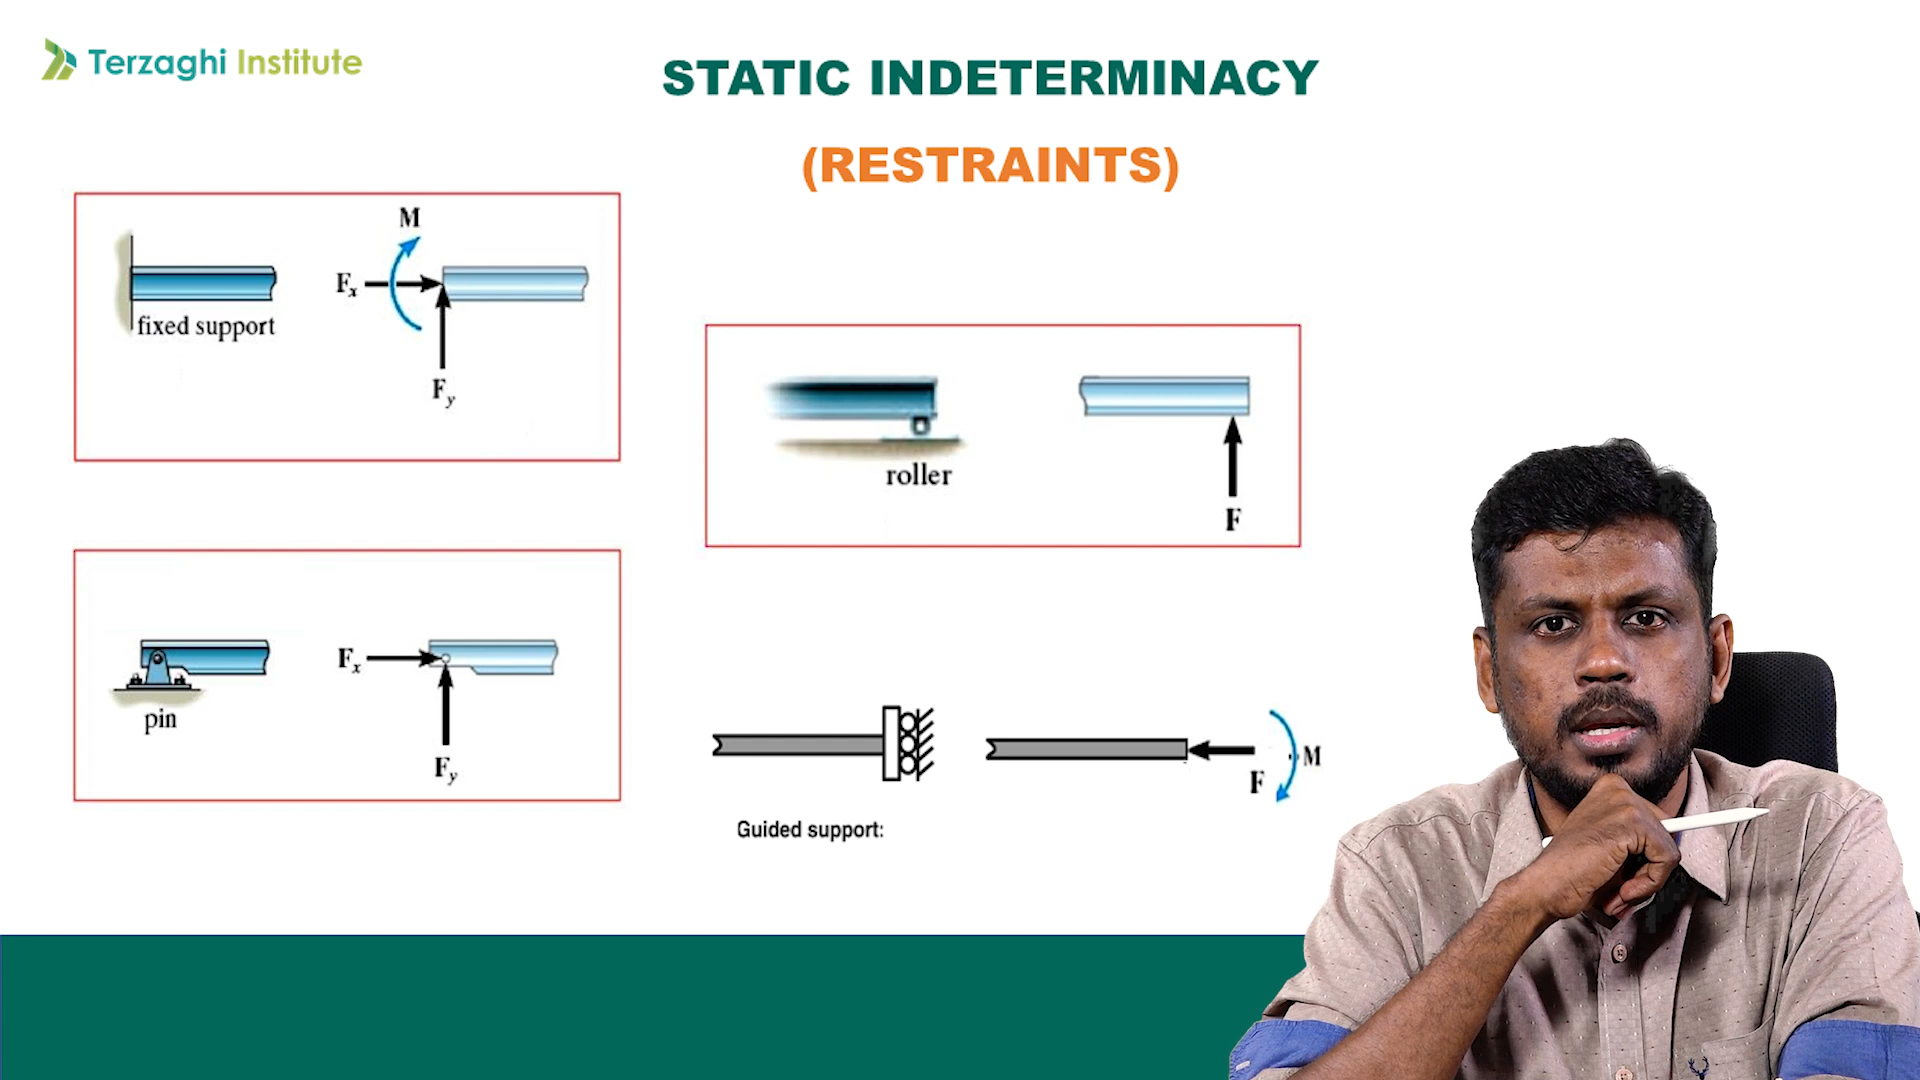 Terzaghi Institute
STATIC INDETERMINACY
(RESTRAINTS)
M
Fx
fixed support
Fy
roller
F
Fx
pin
Fy
M
F
Guided support: